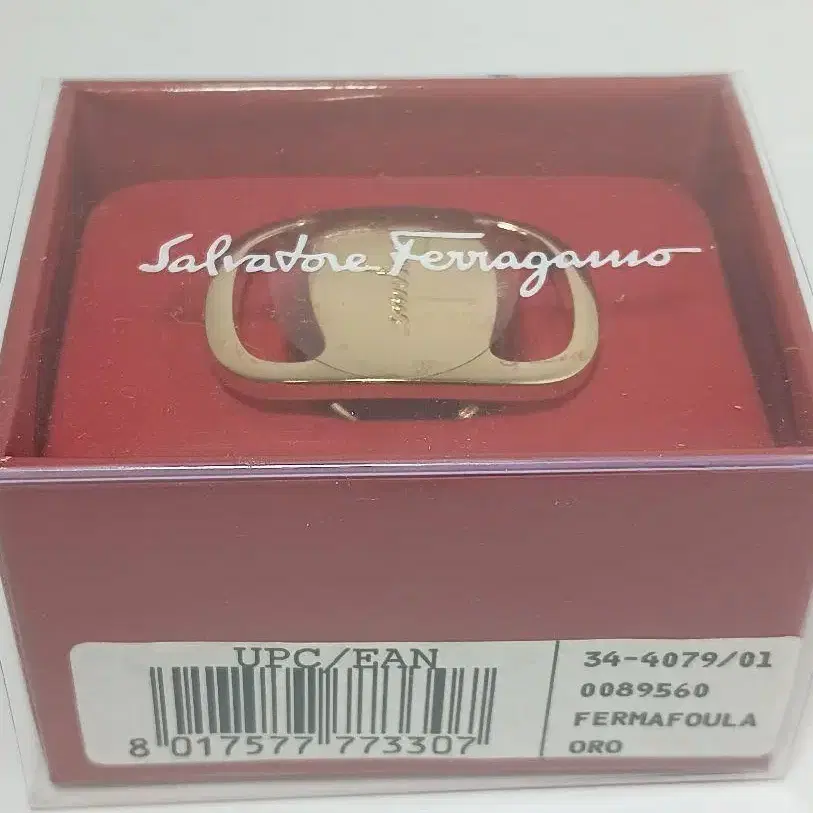 Salvatore Ferragamo
UPC/EAN
8 017577 773307
34-4079/01
0089560
FERMAFOULA
ORO